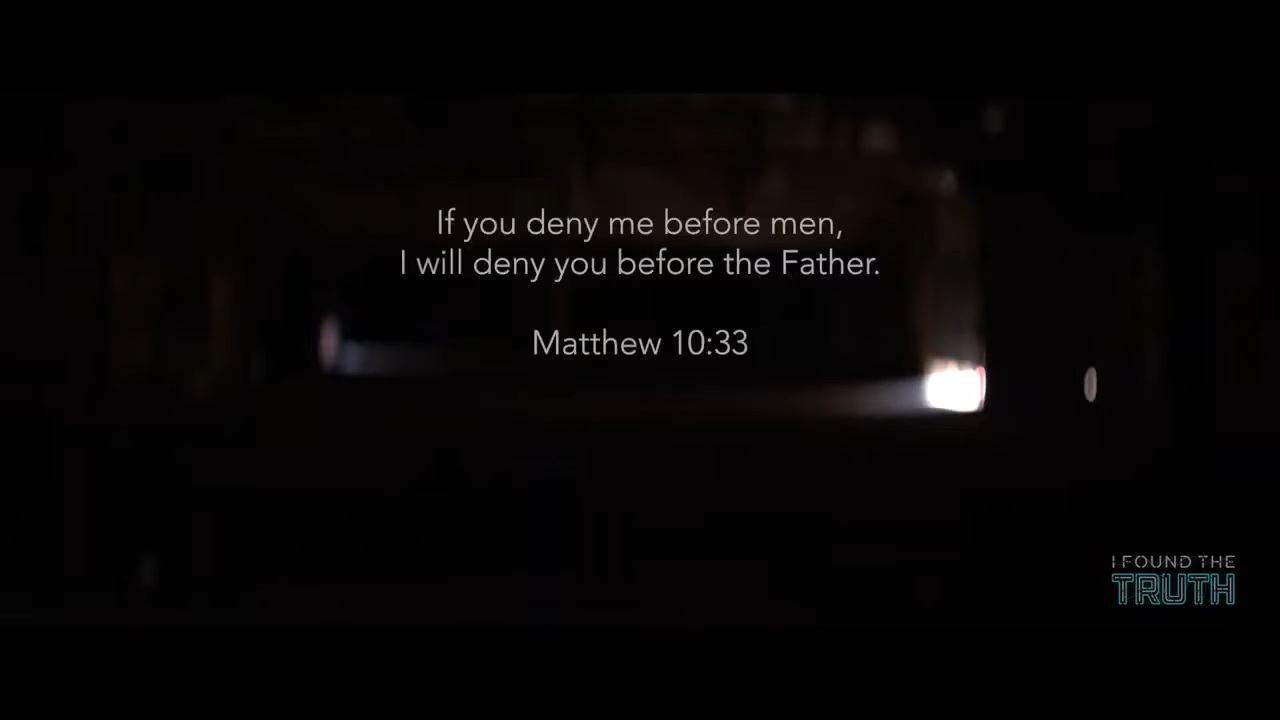 If you deny me before men,
I will deny you before the Father.
Matthew 10:33
I FOUND THE
TRUTH